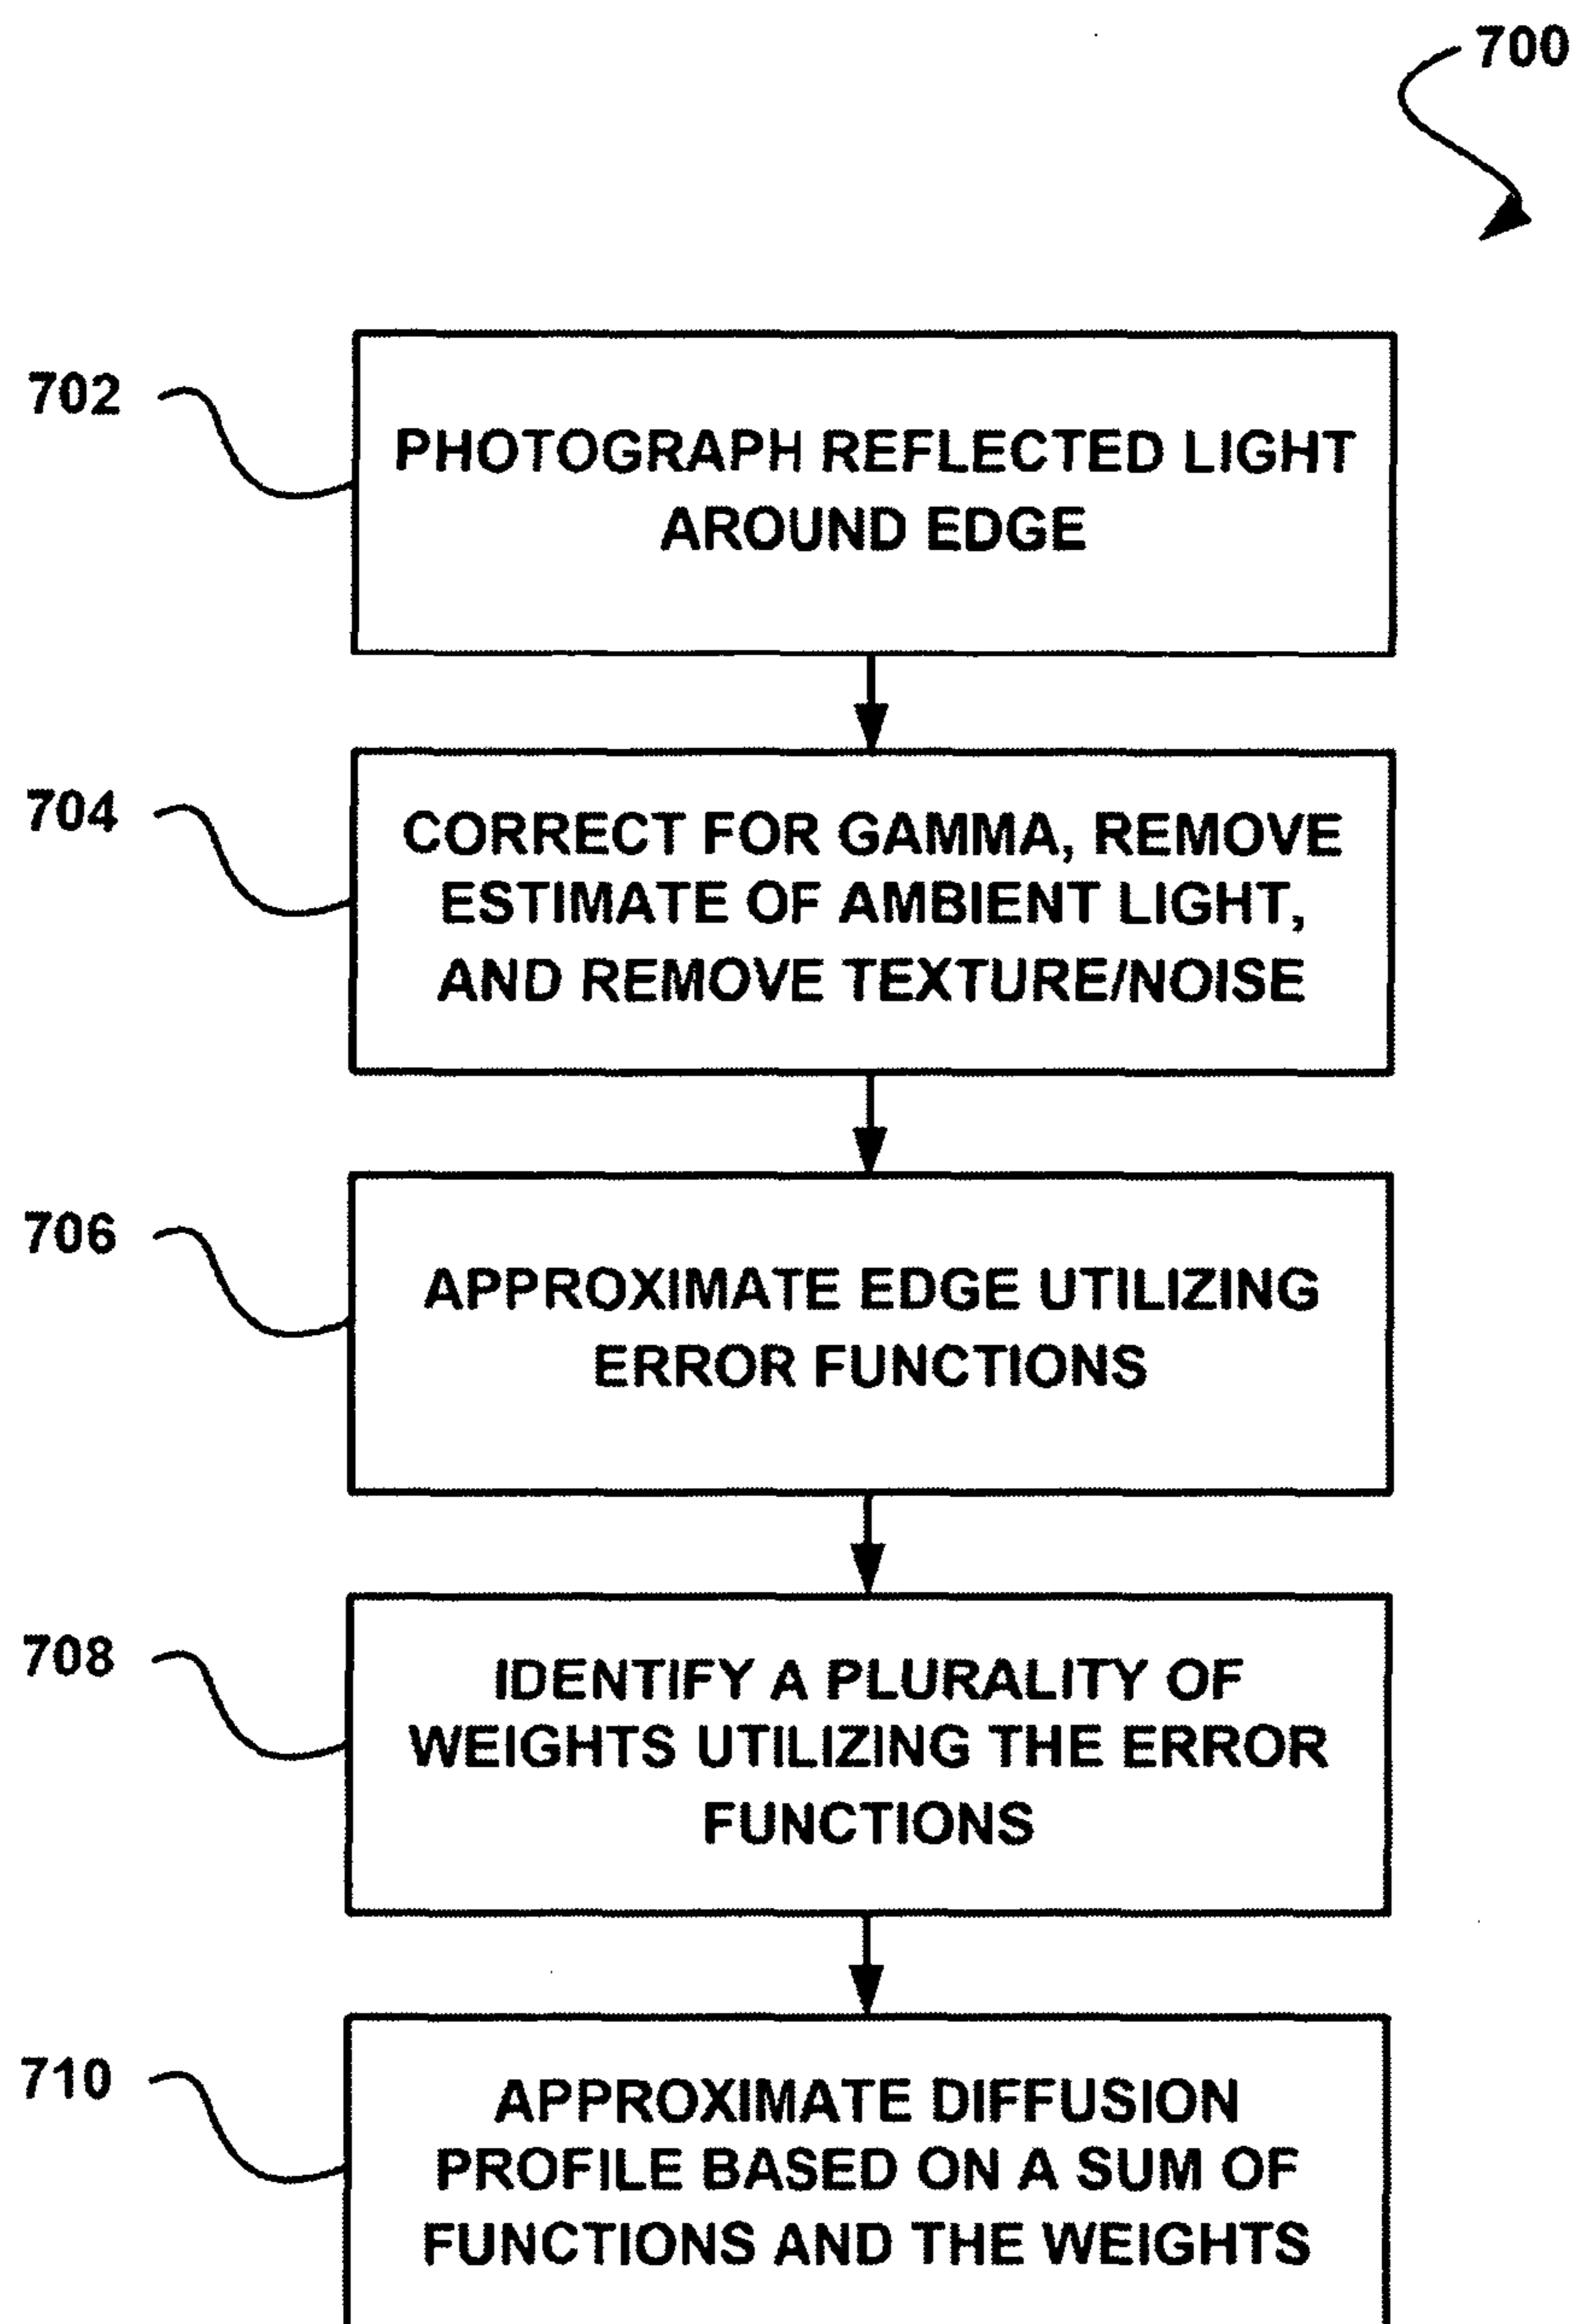 700
702
PHOTOGRAPH REFLECTED LIGHT
AROUND EDGE
704
CORRECT FOR GAMMA, REMOVE
ESTIMATE OF AMBIENT LIGHT,
AND REMOVE TEXTURE/NOISE
706
APPROXIMATE EDGE UTILIZING
ERROR FUNCTIONS
708
IDENTIFY A PLURALITY OF
WEIGHTS UTILIZING THE ERROR
FUNCTIONS
710
APPROXIMATE DIFFUSION
PROFILE BASED ON A SUM OF
FUNCTIONS AND THE WEIGHTS